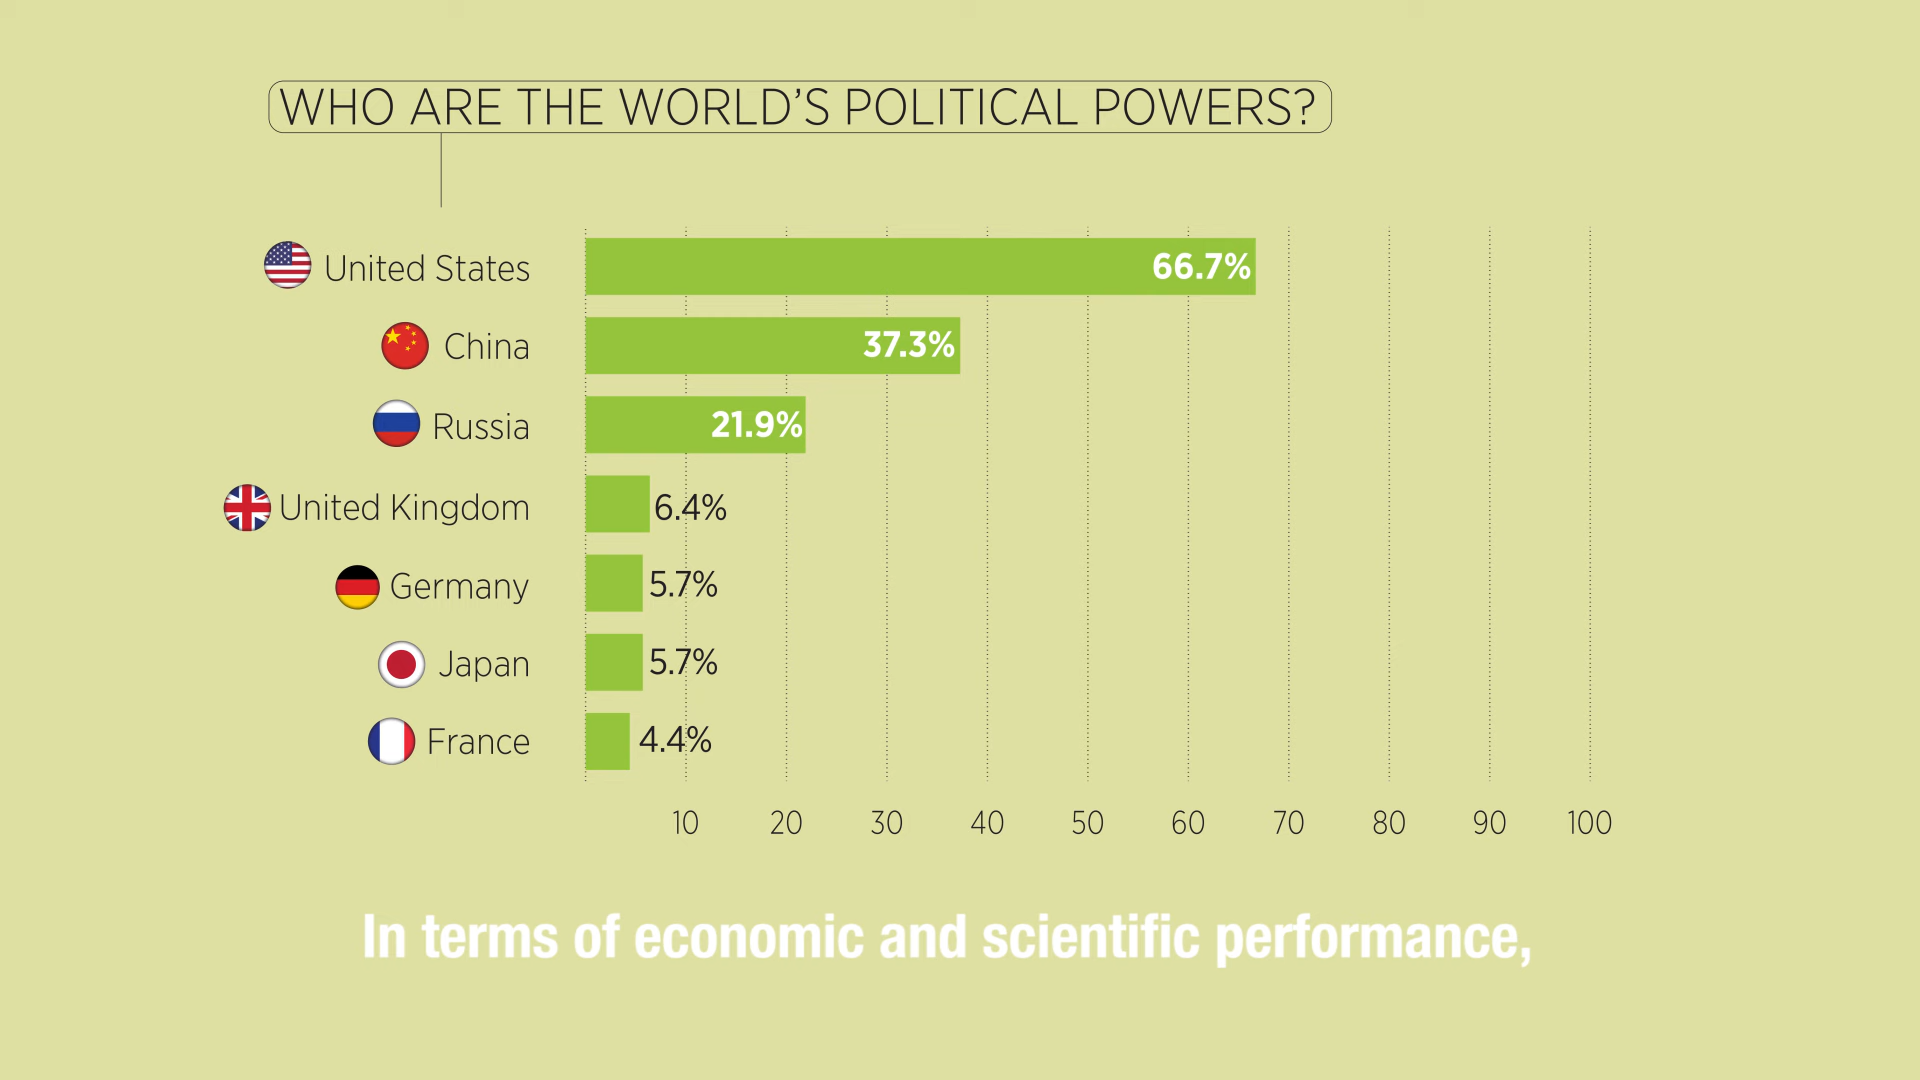 WHO ARE THE WORLD’S POLITICAL POWERS?
United States 66.7%
China 37.3%
Russia 21.9%
United Kingdom 6.4%
Germany 5.7%
Japan 5.7%
France 4.4%
10 20 30 40 50 60 70 80 90 100
In terms of economic and scientific performance,